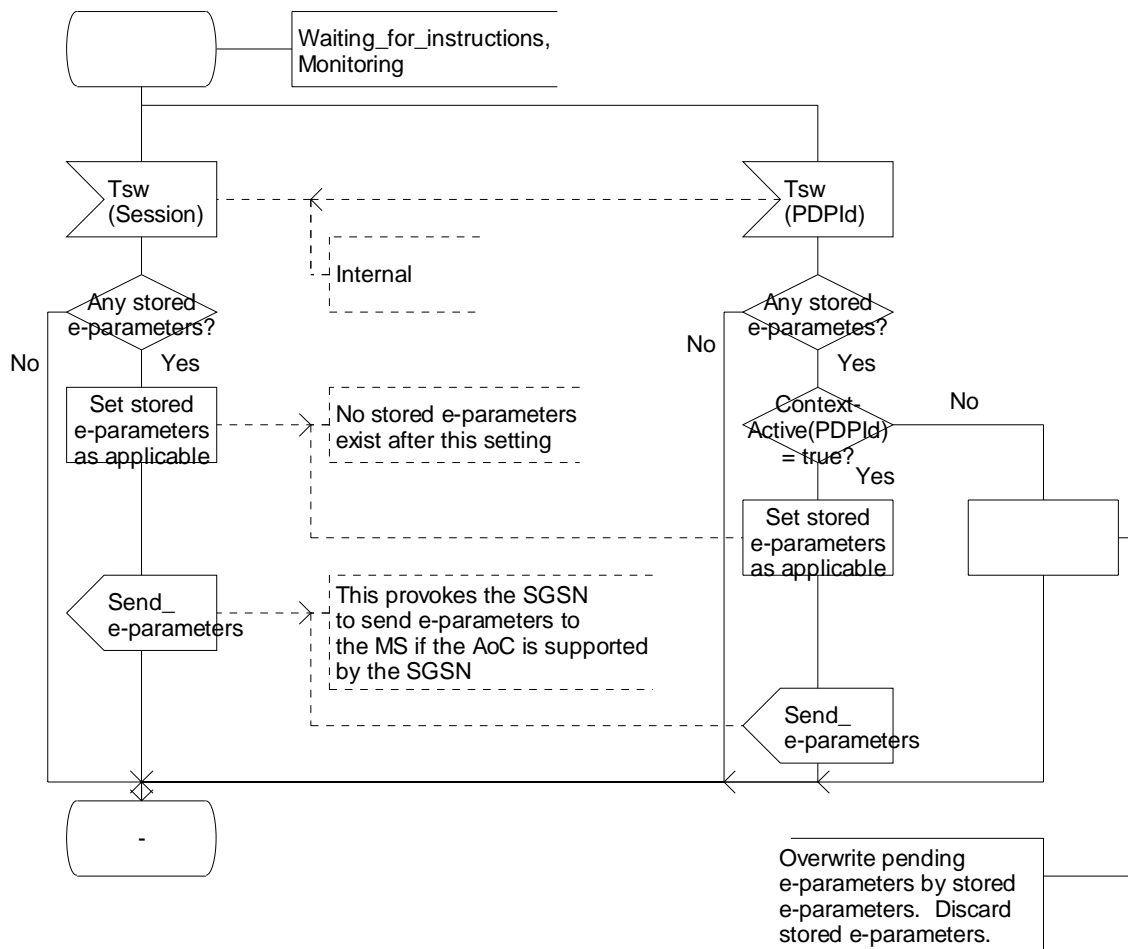 Waiting_for_instructions,
Monitoring
Tsw
(Session)
Tsw
(PDPId)
Internal
Any stored
e-parameters?
Any stored
e-parametes?
No
Yes
No
Yes
Set stored
e-parameters
as applicable
No stored e-parameters
exist after this setting
Context-
Active(PDPId)
= true?
No
Yes
Set stored
e-parameters
as applicable
Send_
e-parameters
This provokes the SGSN
to send e-parameters to
the MS if the AoC is supported
by the SGSN
Send_
e-parameters
-
Overwrite pending
e-parameters by stored
e-parameters. Discard
stored e-parameters.